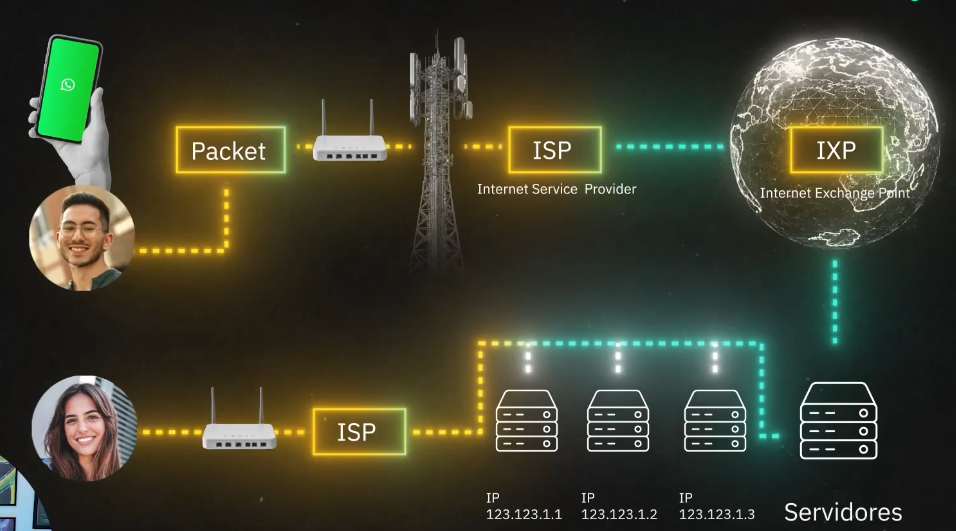 Packet
ISP
Internet Service Provider
IXP
Internet Exchange Point
ISP
IP
123.123.1.1
IP
123.123.1.2
IP
123.123.1.3
Servidores